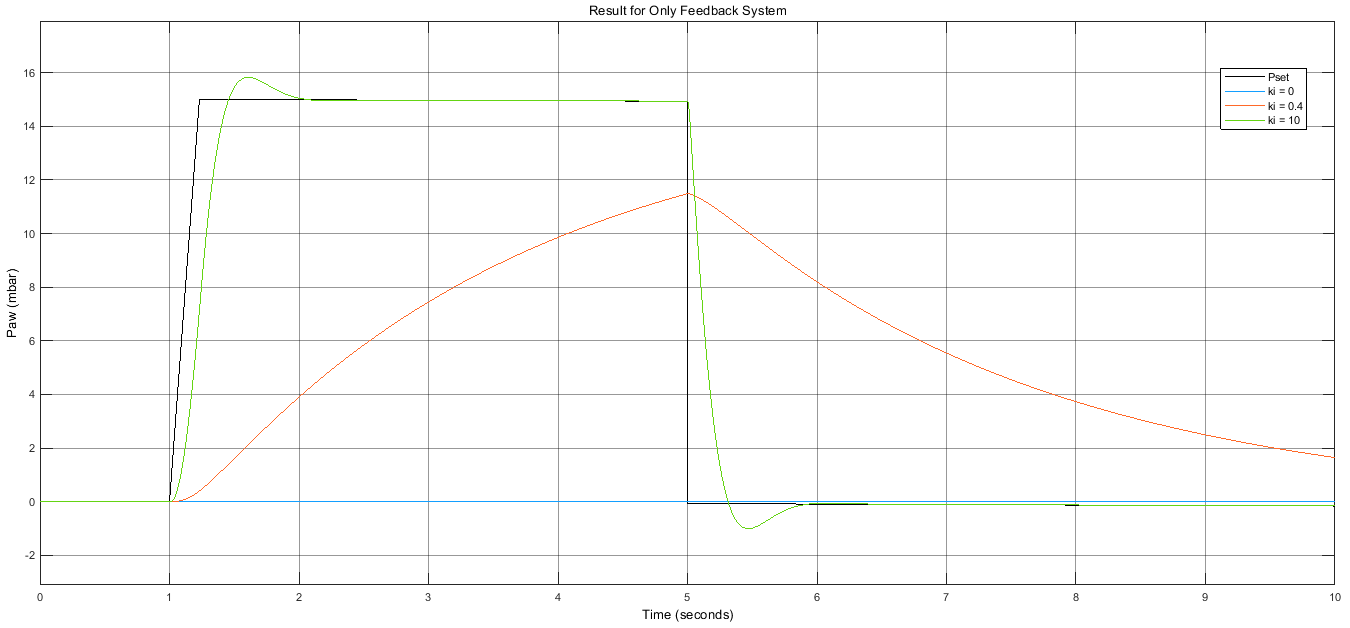 Result for Only Feedback System
16
14
12
10
8
6
4
2
0
-2
Paw (mbar)
Pset
ki = 0
ki = 0.4
ki = 10
0 1 2 3 4 5 6 7 8 9 10
Time (seconds)